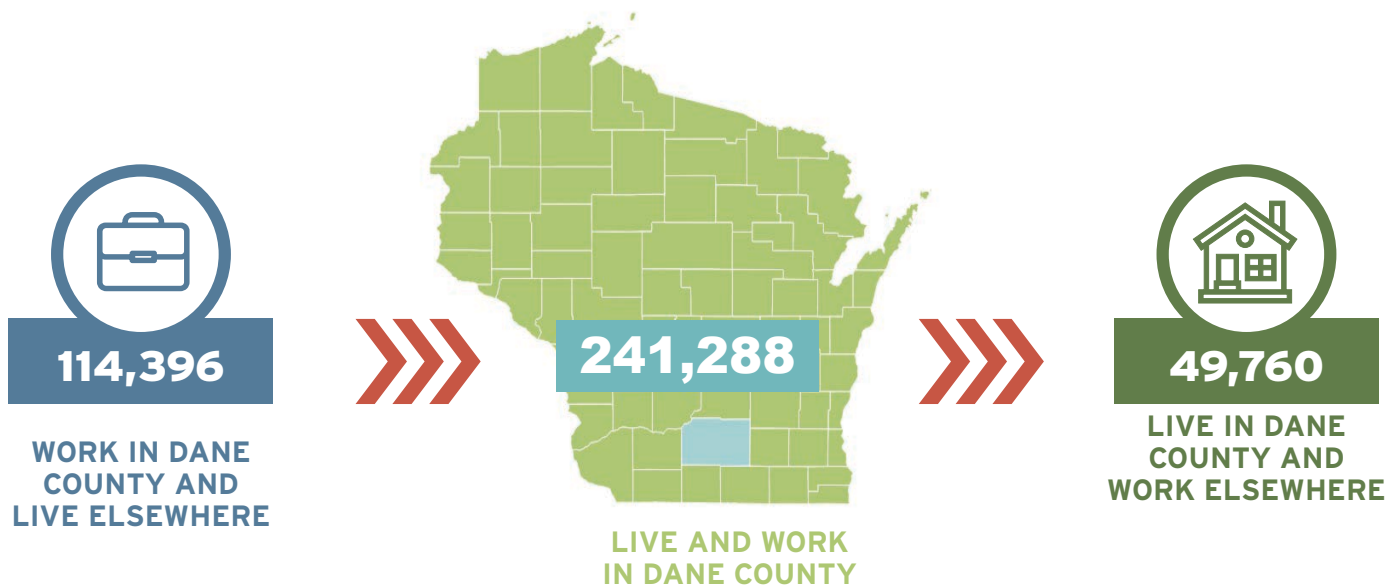 114,396
WORK IN DANE
COUNTY AND
LIVE ELSEWHERE
241,288
LIVE AND WORK
IN DANE COUNTY
49,760
LIVE IN DANE
COUNTY AND
WORK ELSEWHERE